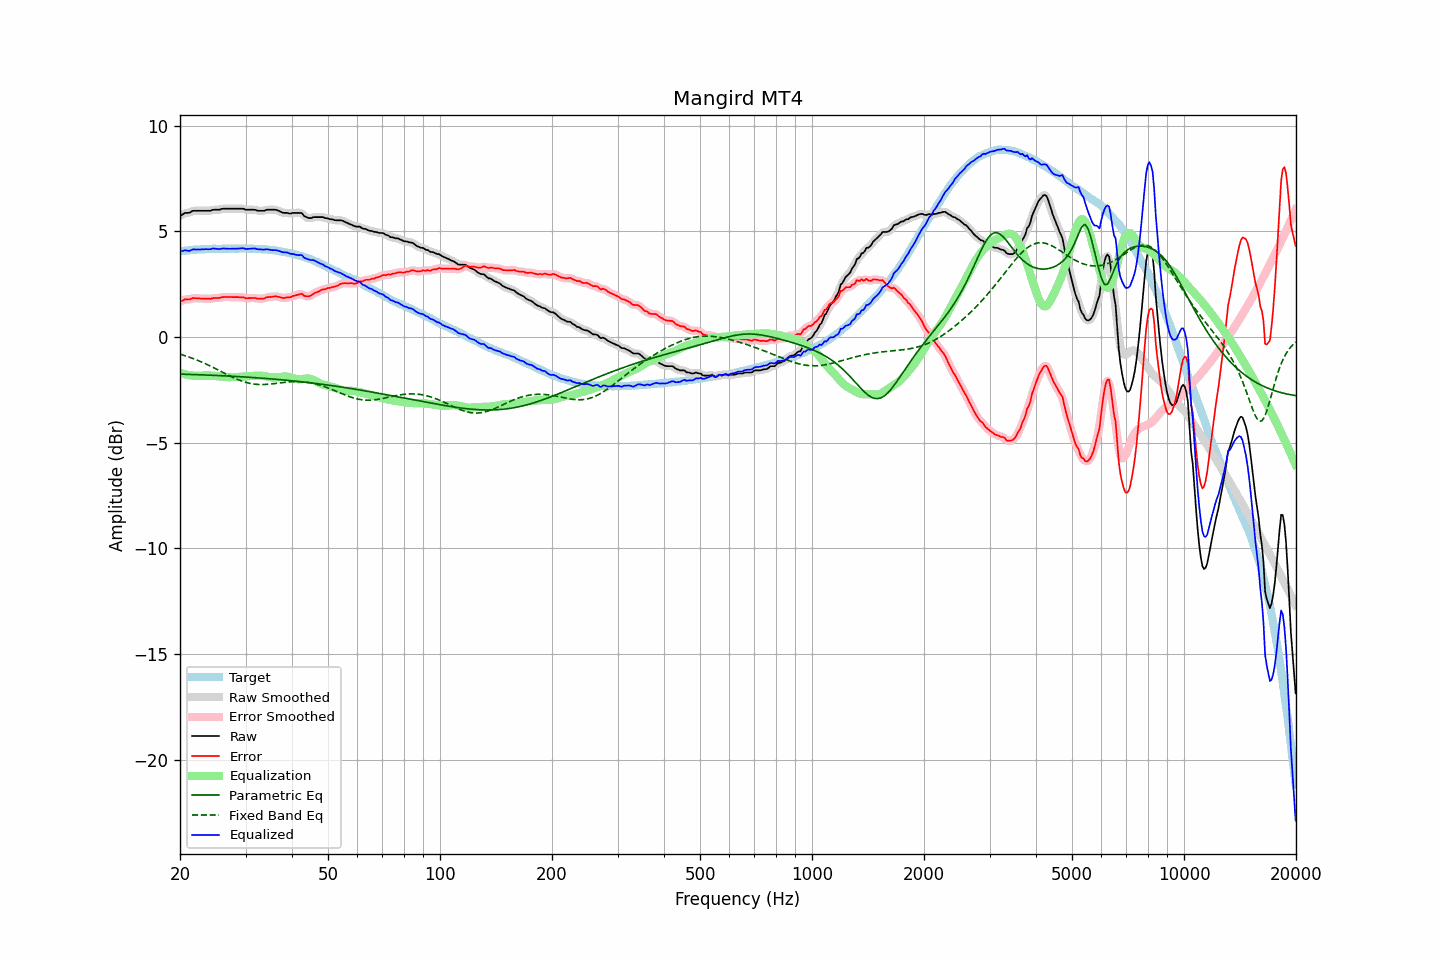 Mangird MT4
10
5
0
−5
−10
−15
−20
Amplitude (dBr)
Target
Raw Smoothed
Error Smoothed
Raw
Error
Equalization
Parametric Eq
Fixed Band Eq
Equalized
20 50 100 200 500 1000 2000 5000 10000 20000
Frequency (Hz)